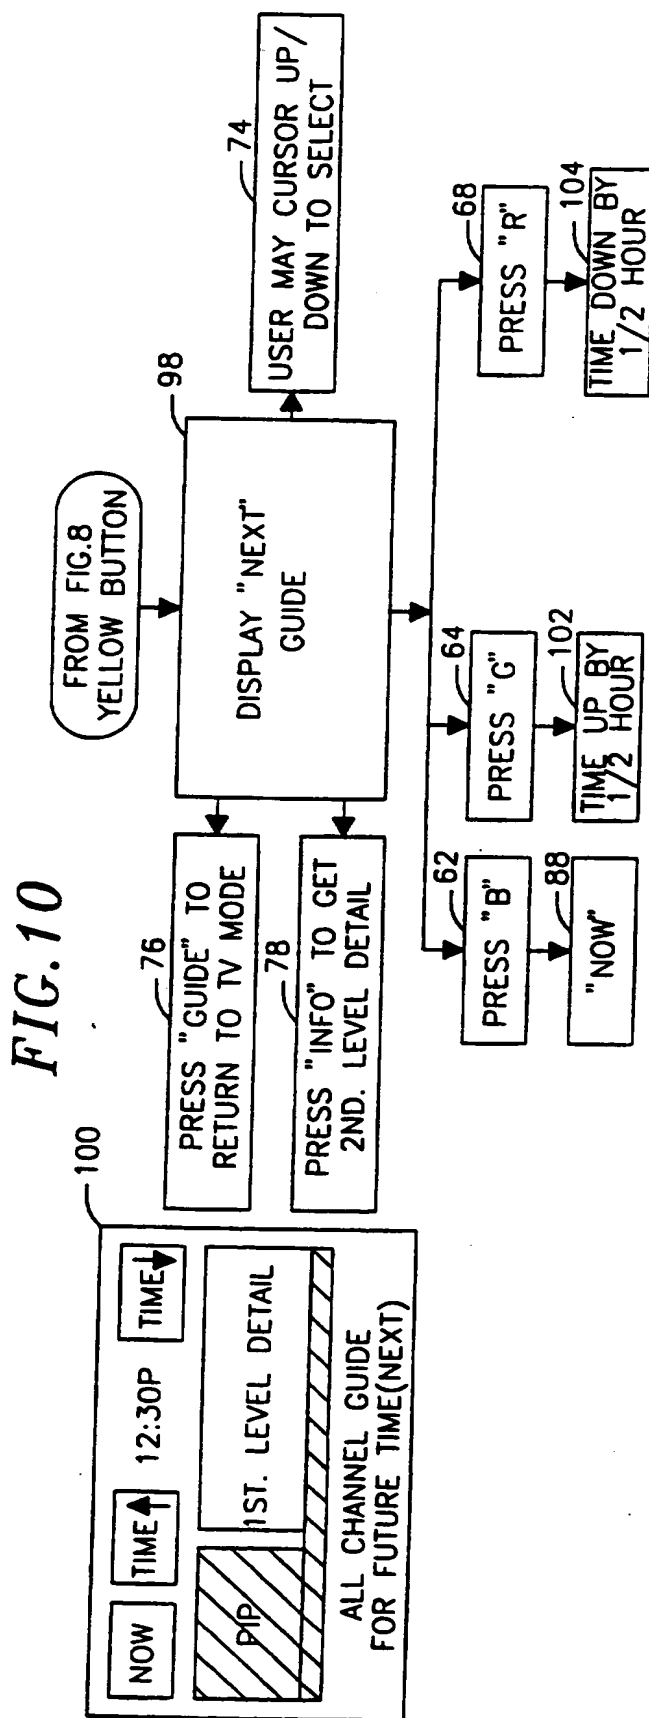 FIG.10
100
NOW
TIME
12:30P
TIME
PIP
1ST. LEVEL DETAIL
ALL CHANNEL GUIDE
FOR FUTURE TIME(NEXT)
FROM FIG.8
YELLOW BUTTON
98
DISPLAY "NEXT"
GUIDE
76
PRESS "GUIDE" TO
RETURN TO TV MODE
78
PRESS "INFO" TO GET
2ND. LEVEL DETAIL
74
USER MAY CURSOR UP/
DOWN TO SELECT
62
PRESS "B"
88
"NOW"
64
PRESS "G"
102
TIME UP BY
1/2 HOUR
68
PRESS "R"
104
TIME DOWN BY
1/2 HOUR